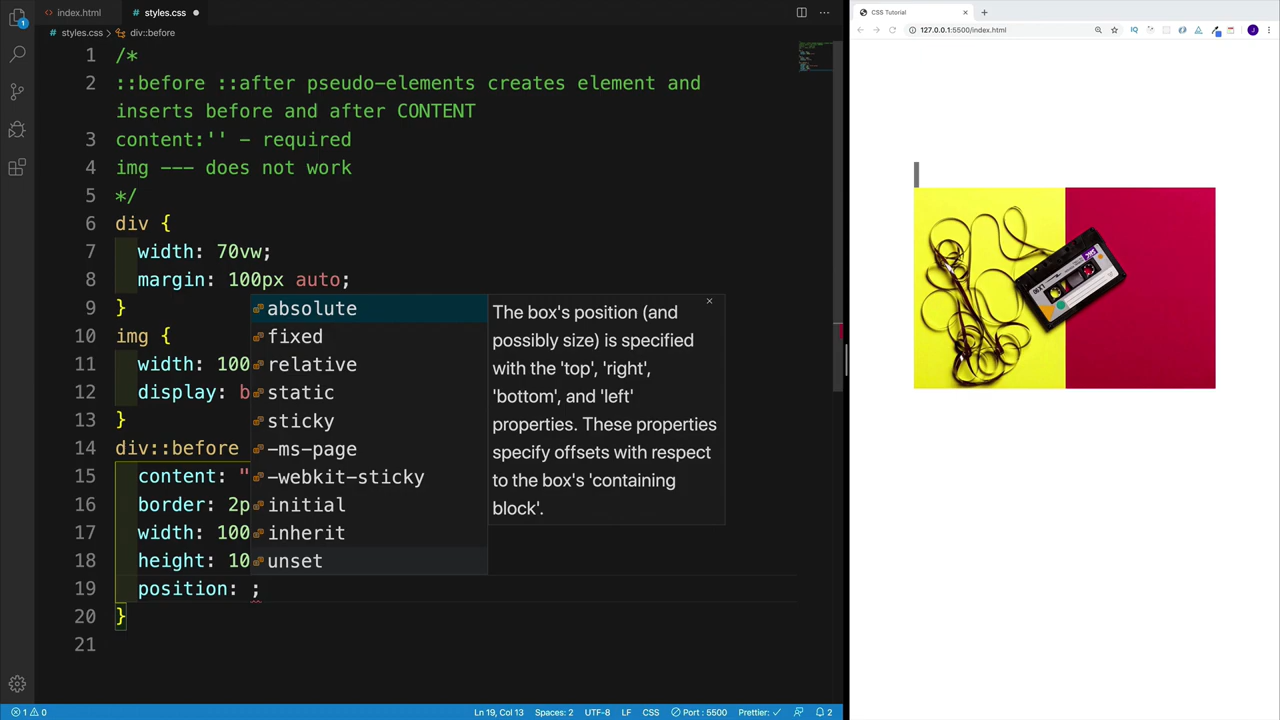 index.html
# styles.css
# styles.css > div::before
1 /*
2 ::before ::after pseudo-elements creates element and
inserts before and after CONTENT
3 content:'' - required
4 img --- does not work
5 */
6 div {
7 width: 70vw;
8 margin: 100px auto;
9 }
10 img {
11 width: 100
12 display: b
13 }
14 div::before
15 content: "
16 border: 2p
17 width: 100
18 height: 10
19 position: ;
20 }
21
absolute
fixed
relative
static
sticky
-ms-page
-webkit-sticky
initial
inherit
unset
The box's position (and
possibly size) is specified
with the 'top', 'right',
'bottom', and 'left'
properties. These properties
specify offsets with respect
to the box's 'containing
block'.
1 0
Ln 19, Col 13
Spaces: 2
UTF-8
LF
CSS
Port : 5500
Prettier: ✓
2
CSS Tutorial
127.0.0.1:5500/index.html
IQ
J